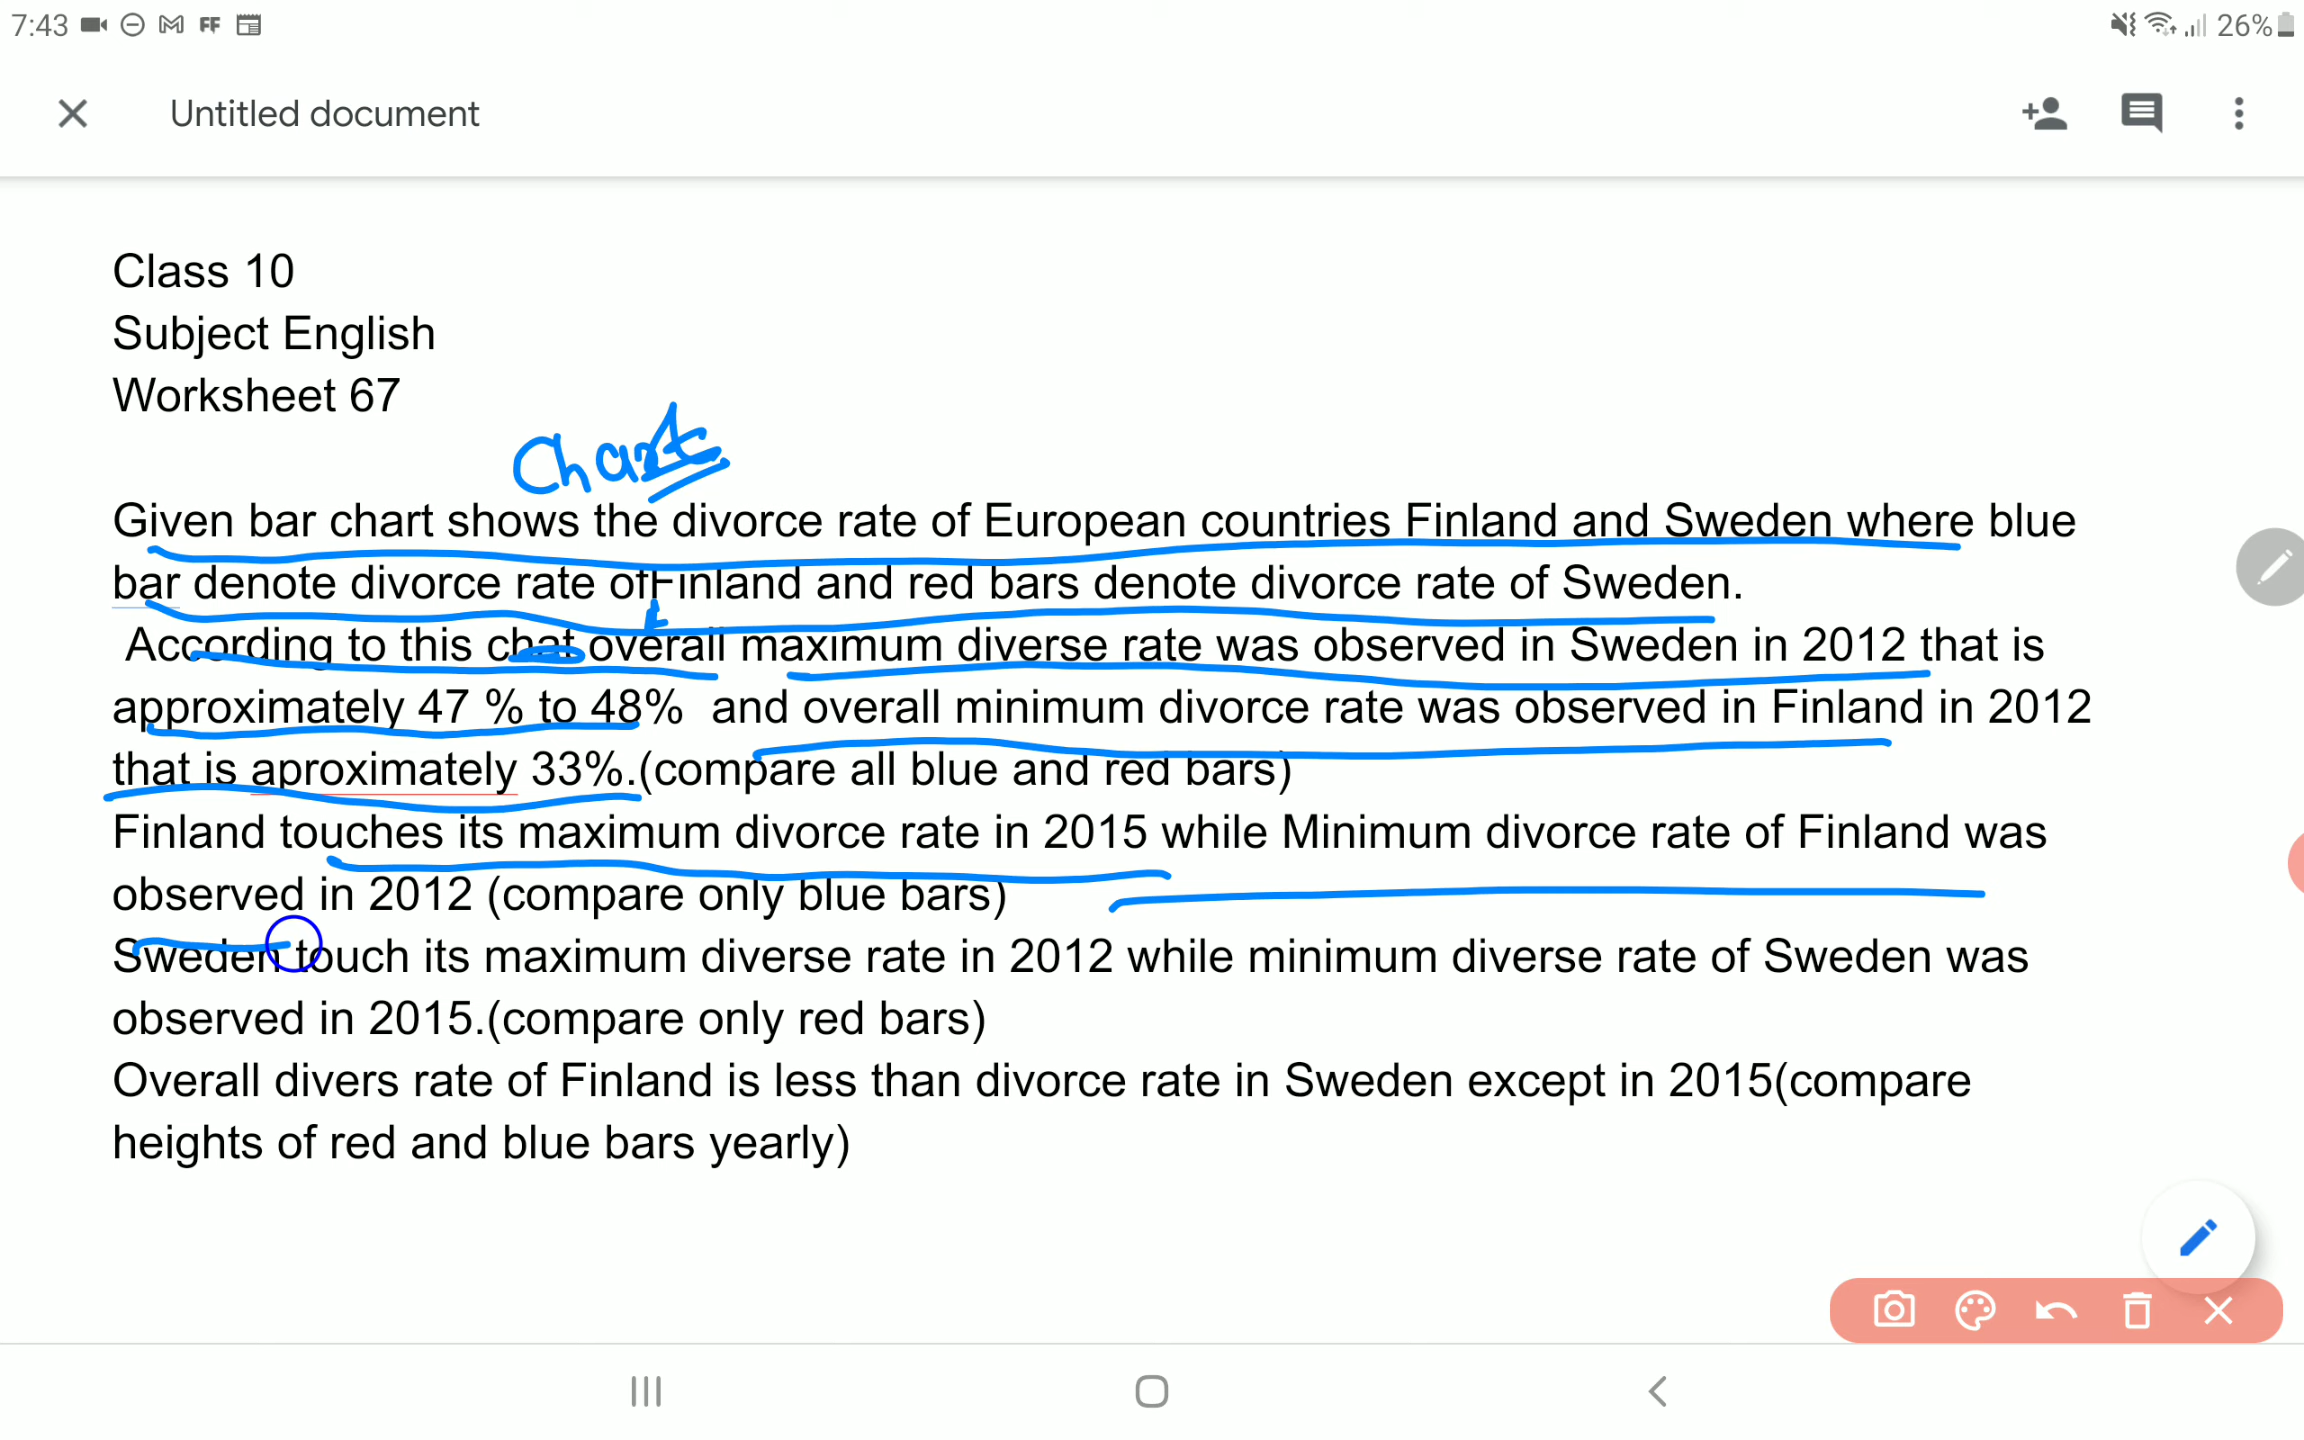 7:43
26%
Untitled document
Class 10
Subject English
Worksheet 67
Chart
Given bar chart shows the divorce rate of European countries Finland and Sweden where blue
bar denote divorce rate ofFinland and red bars denote divorce rate of Sweden.
According to this chat overall maximum diverse rate was observed in Sweden in 2012 that is
approximately 47 % to 48% and overall minimum divorce rate was observed in Finland in 2012
that is aproximately 33%.(compare all blue and red bars)
Finland touches its maximum divorce rate in 2015 while Minimum divorce rate of Finland was
observed in 2012 (compare only blue bars)
Sweden touch its maximum diverse rate in 2012 while minimum diverse rate of Sweden was
observed in 2015.(compare only red bars)
Overall divers rate of Finland is less than divorce rate in Sweden except in 2015(compare
heights of red and blue bars yearly)